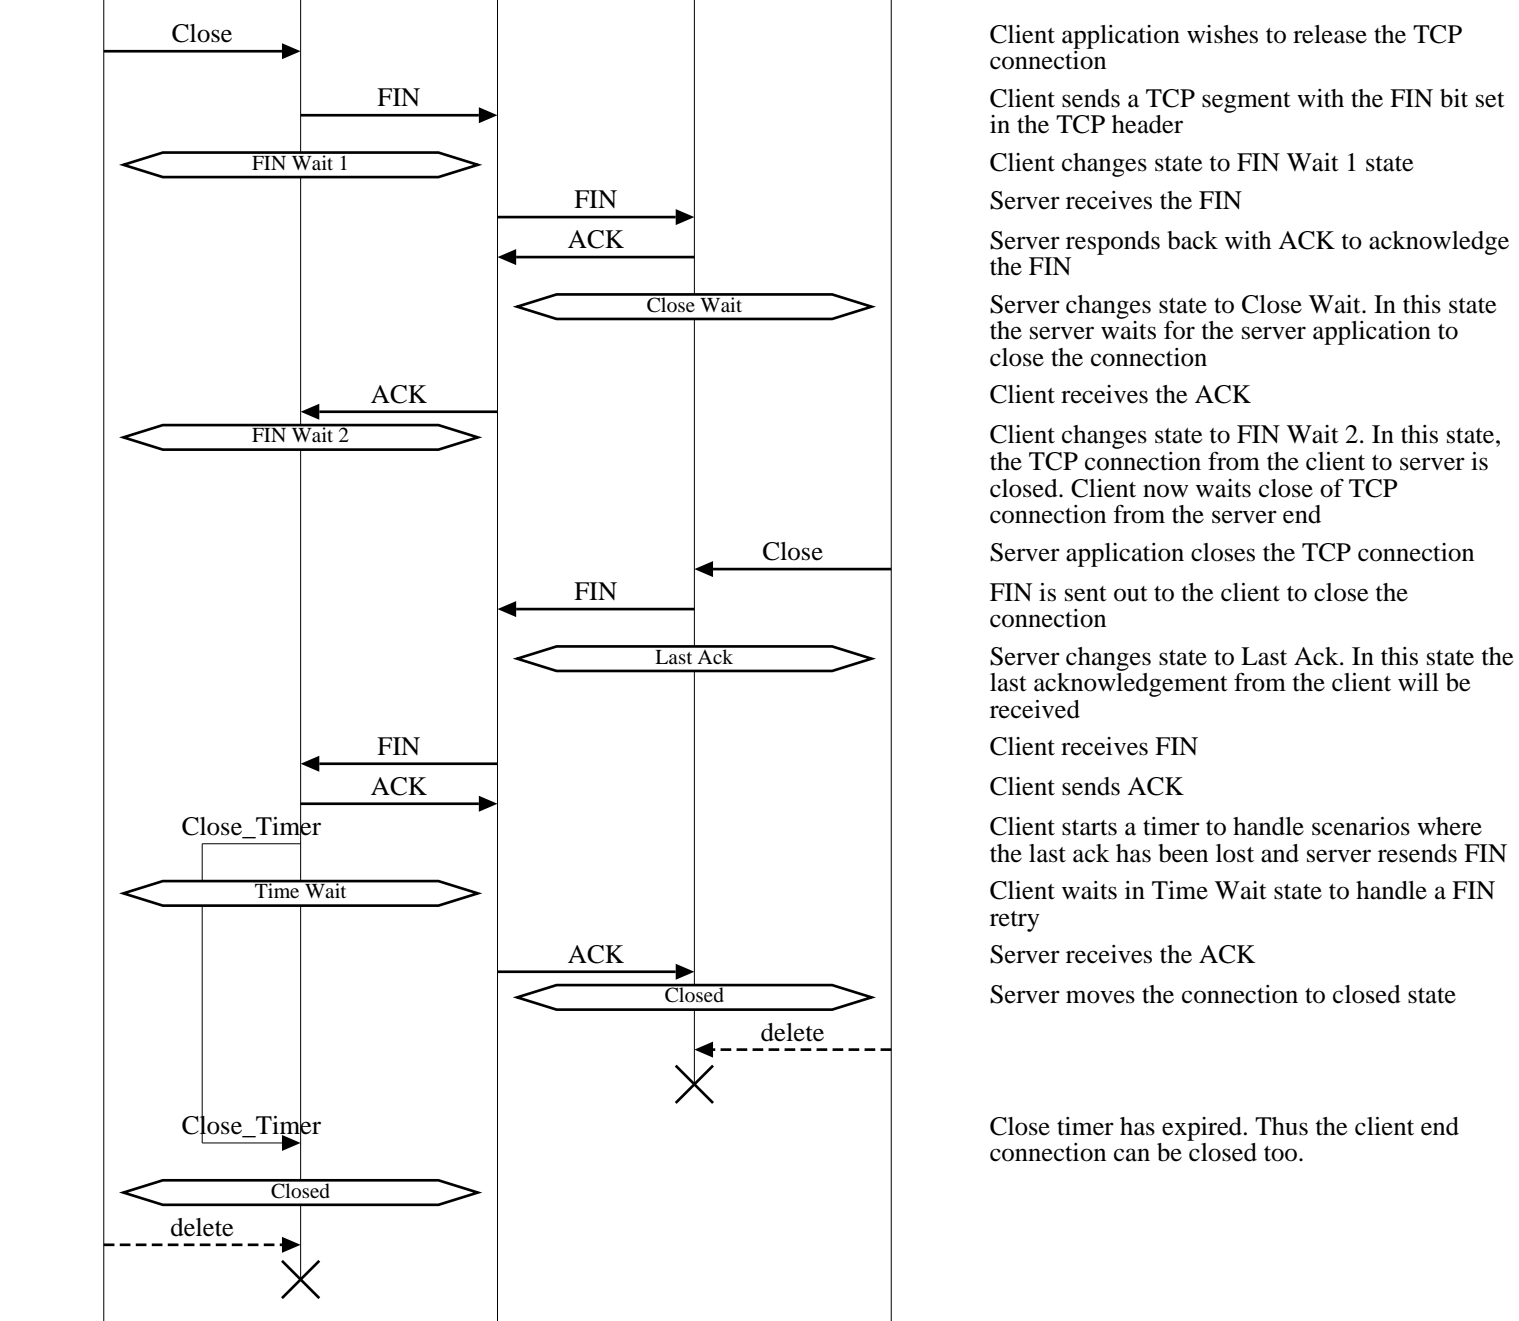 Close
Client application wishes to release the TCP
connection
FIN
Client sends a TCP segment with the FIN bit set
in the TCP header
FIN Wait 1
Client changes state to FIN Wait 1 state
FIN
Server receives the FIN
ACK
Server responds back with ACK to acknowledge
the FIN
Close Wait
Server changes state to Close Wait. In this state
the server waits for the server application to
close the connection
ACK
Client receives the ACK
FIN Wait 2
Client changes state to FIN Wait 2. In this state,
the TCP connection from the client to server is
closed. Client now waits close of TCP
connection from the server end
Close
Server application closes the TCP connection
FIN
FIN is sent out to the client to close the
connection
Last Ack
Server changes state to Last Ack. In this state the
last acknowledgement from the client will be
received
FIN
Client receives FIN
ACK
Client sends ACK
Close_Timer
Client starts a timer to handle scenarios where
the last ack has been lost and server resends FIN
Time Wait
Client waits in Time Wait state to handle a FIN
retry
ACK
Server receives the ACK
Closed
Server moves the connection to closed state
delete
Close_Timer
Close timer has expired. Thus the client end
connection can be closed too.
Closed
delete